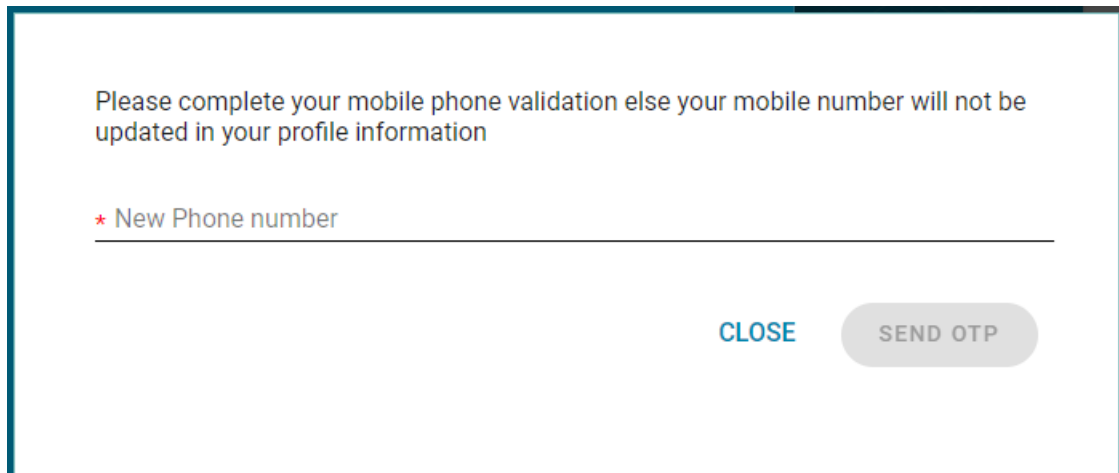 Please complete your mobile phone validation else your mobile number will not be
updated in your profile information
* New Phone number
CLOSE
SEND OTP